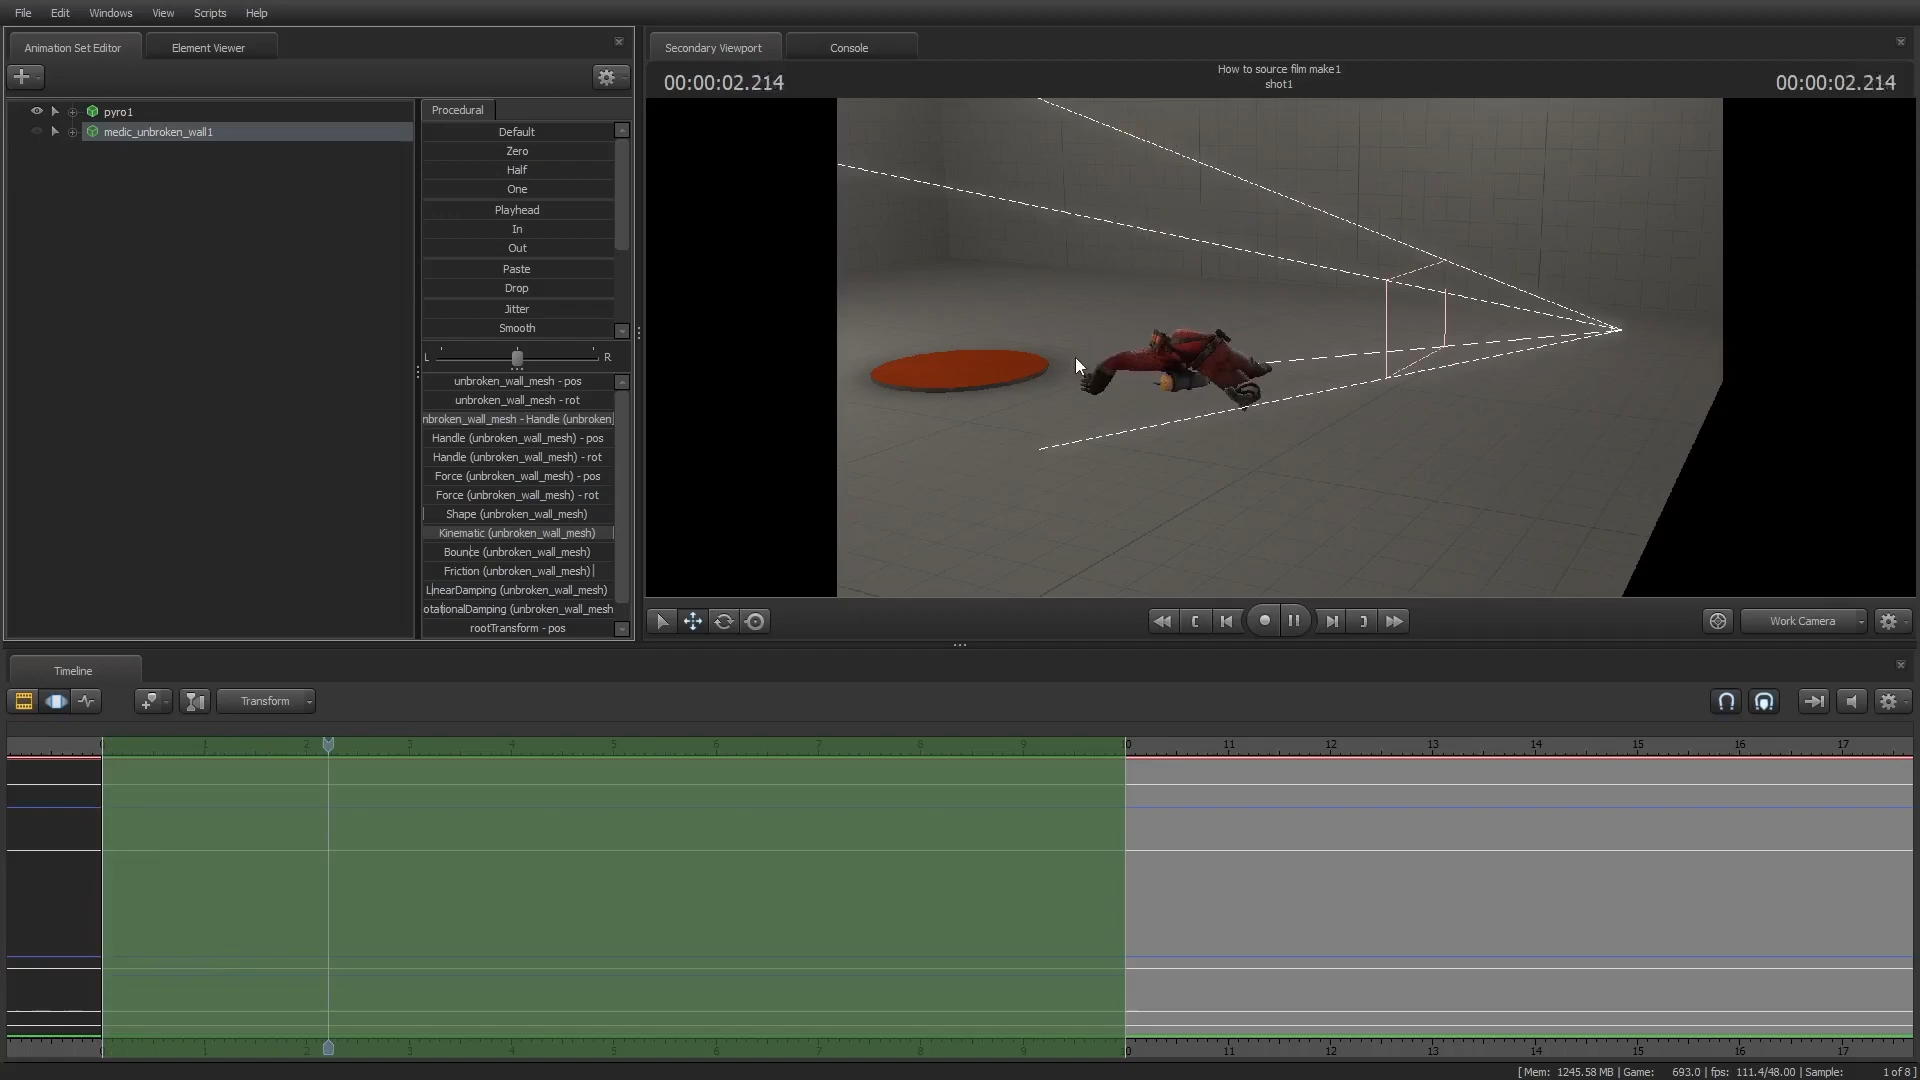 File Edit Windows View Scripts Help
Animation Set Editor Element Viewer
Secondary Viewport Console
00:00:02.214
How to source film make1
shot1
00:00:02.214
pyro1
medic_unbroken_wall1
Procedural
Default
Zero
Half
One
Playhead
In
Out
Paste
Drop
Jitter
Smooth
L R
unbroken_wall_mesh - pos
unbroken_wall_mesh - rot
nbroken_wall_mesh - Handle (unbroken
Handle (unbroken_wall_mesh) - pos
Handle (unbroken_wall_mesh) - rot
Force (unbroken_wall_mesh) - pos
Force (unbroken_wall_mesh) - rot
Shape (unbroken_wall_mesh)
Kinematic (unbroken_wall_mesh)
Bounce (unbroken_wall_mesh)
Friction (unbroken_wall_mesh)
LinearDamping (unbroken_wall_mesh)
otationalDamping (unbroken_wall_mesh
rootTransform - pos
Work Camera
Timeline
Transform
0 1 2 3 4 5 6 7 8 9 10 11 12 13 14 15 16 17
0 1 2 3 4 5 6 7 8 9 10 11 12 13 14 15 16 17
[ Mem: 1245.58 MB | Game: 693.0 | fps: 111.4/48.00 | Sample: 1 of 8 ]